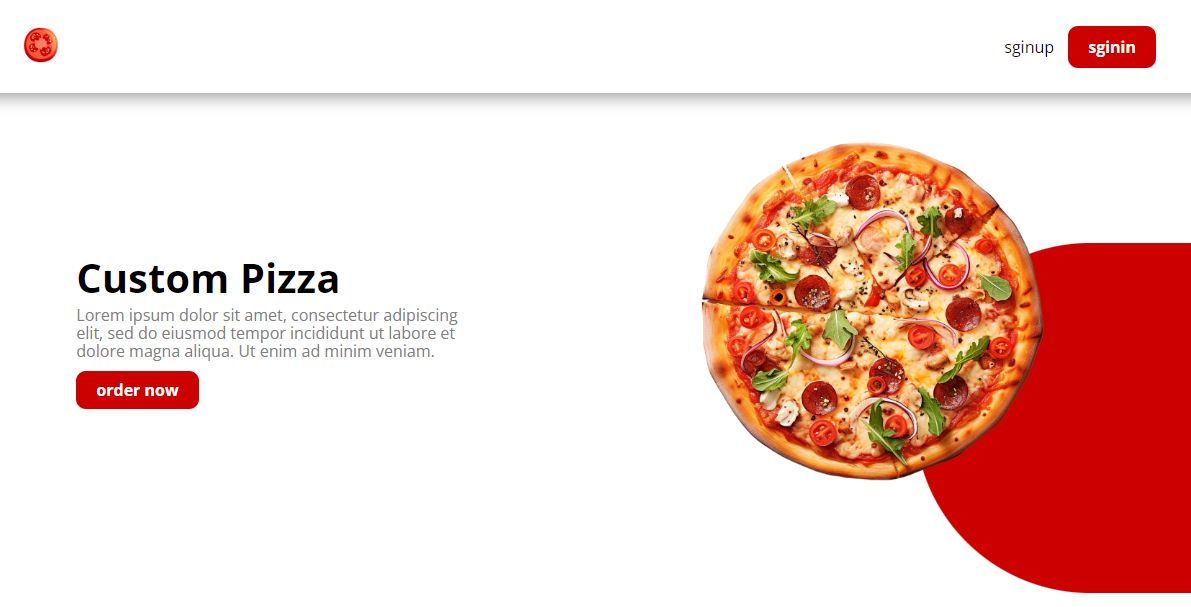 sginup
sginin
Custom Pizza
Lorem ipsum dolor sit amet, consectetur adipiscing
elit, sed do eiusmod tempor incididunt ut labore et
dolore magna aliqua. Ut enim ad minim veniam.
order now